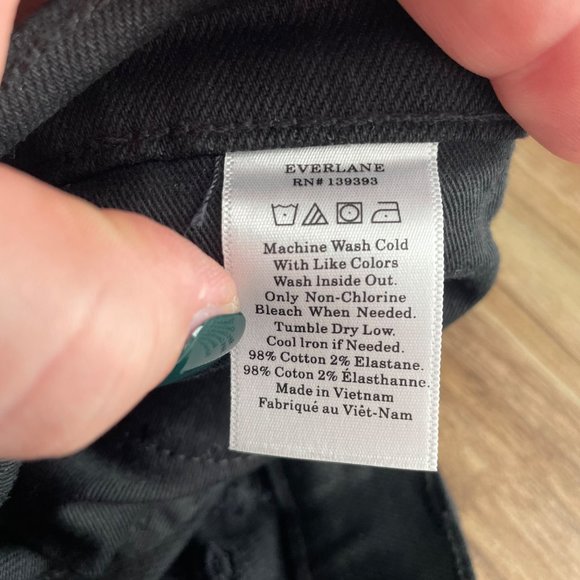 EVERLANE
RN# 139393
Machine Wash Cold
With Like Colors
Wash Inside Out.
Only Non-Chlorine
Bleach When Needed.
Tumble Dry Low.
Cool Iron if Needed.
98% Cotton 2% Elastane.
98% Coton 2% Élasthanne.
Made in Vietnam
Fabriqué au Viêt-Nam